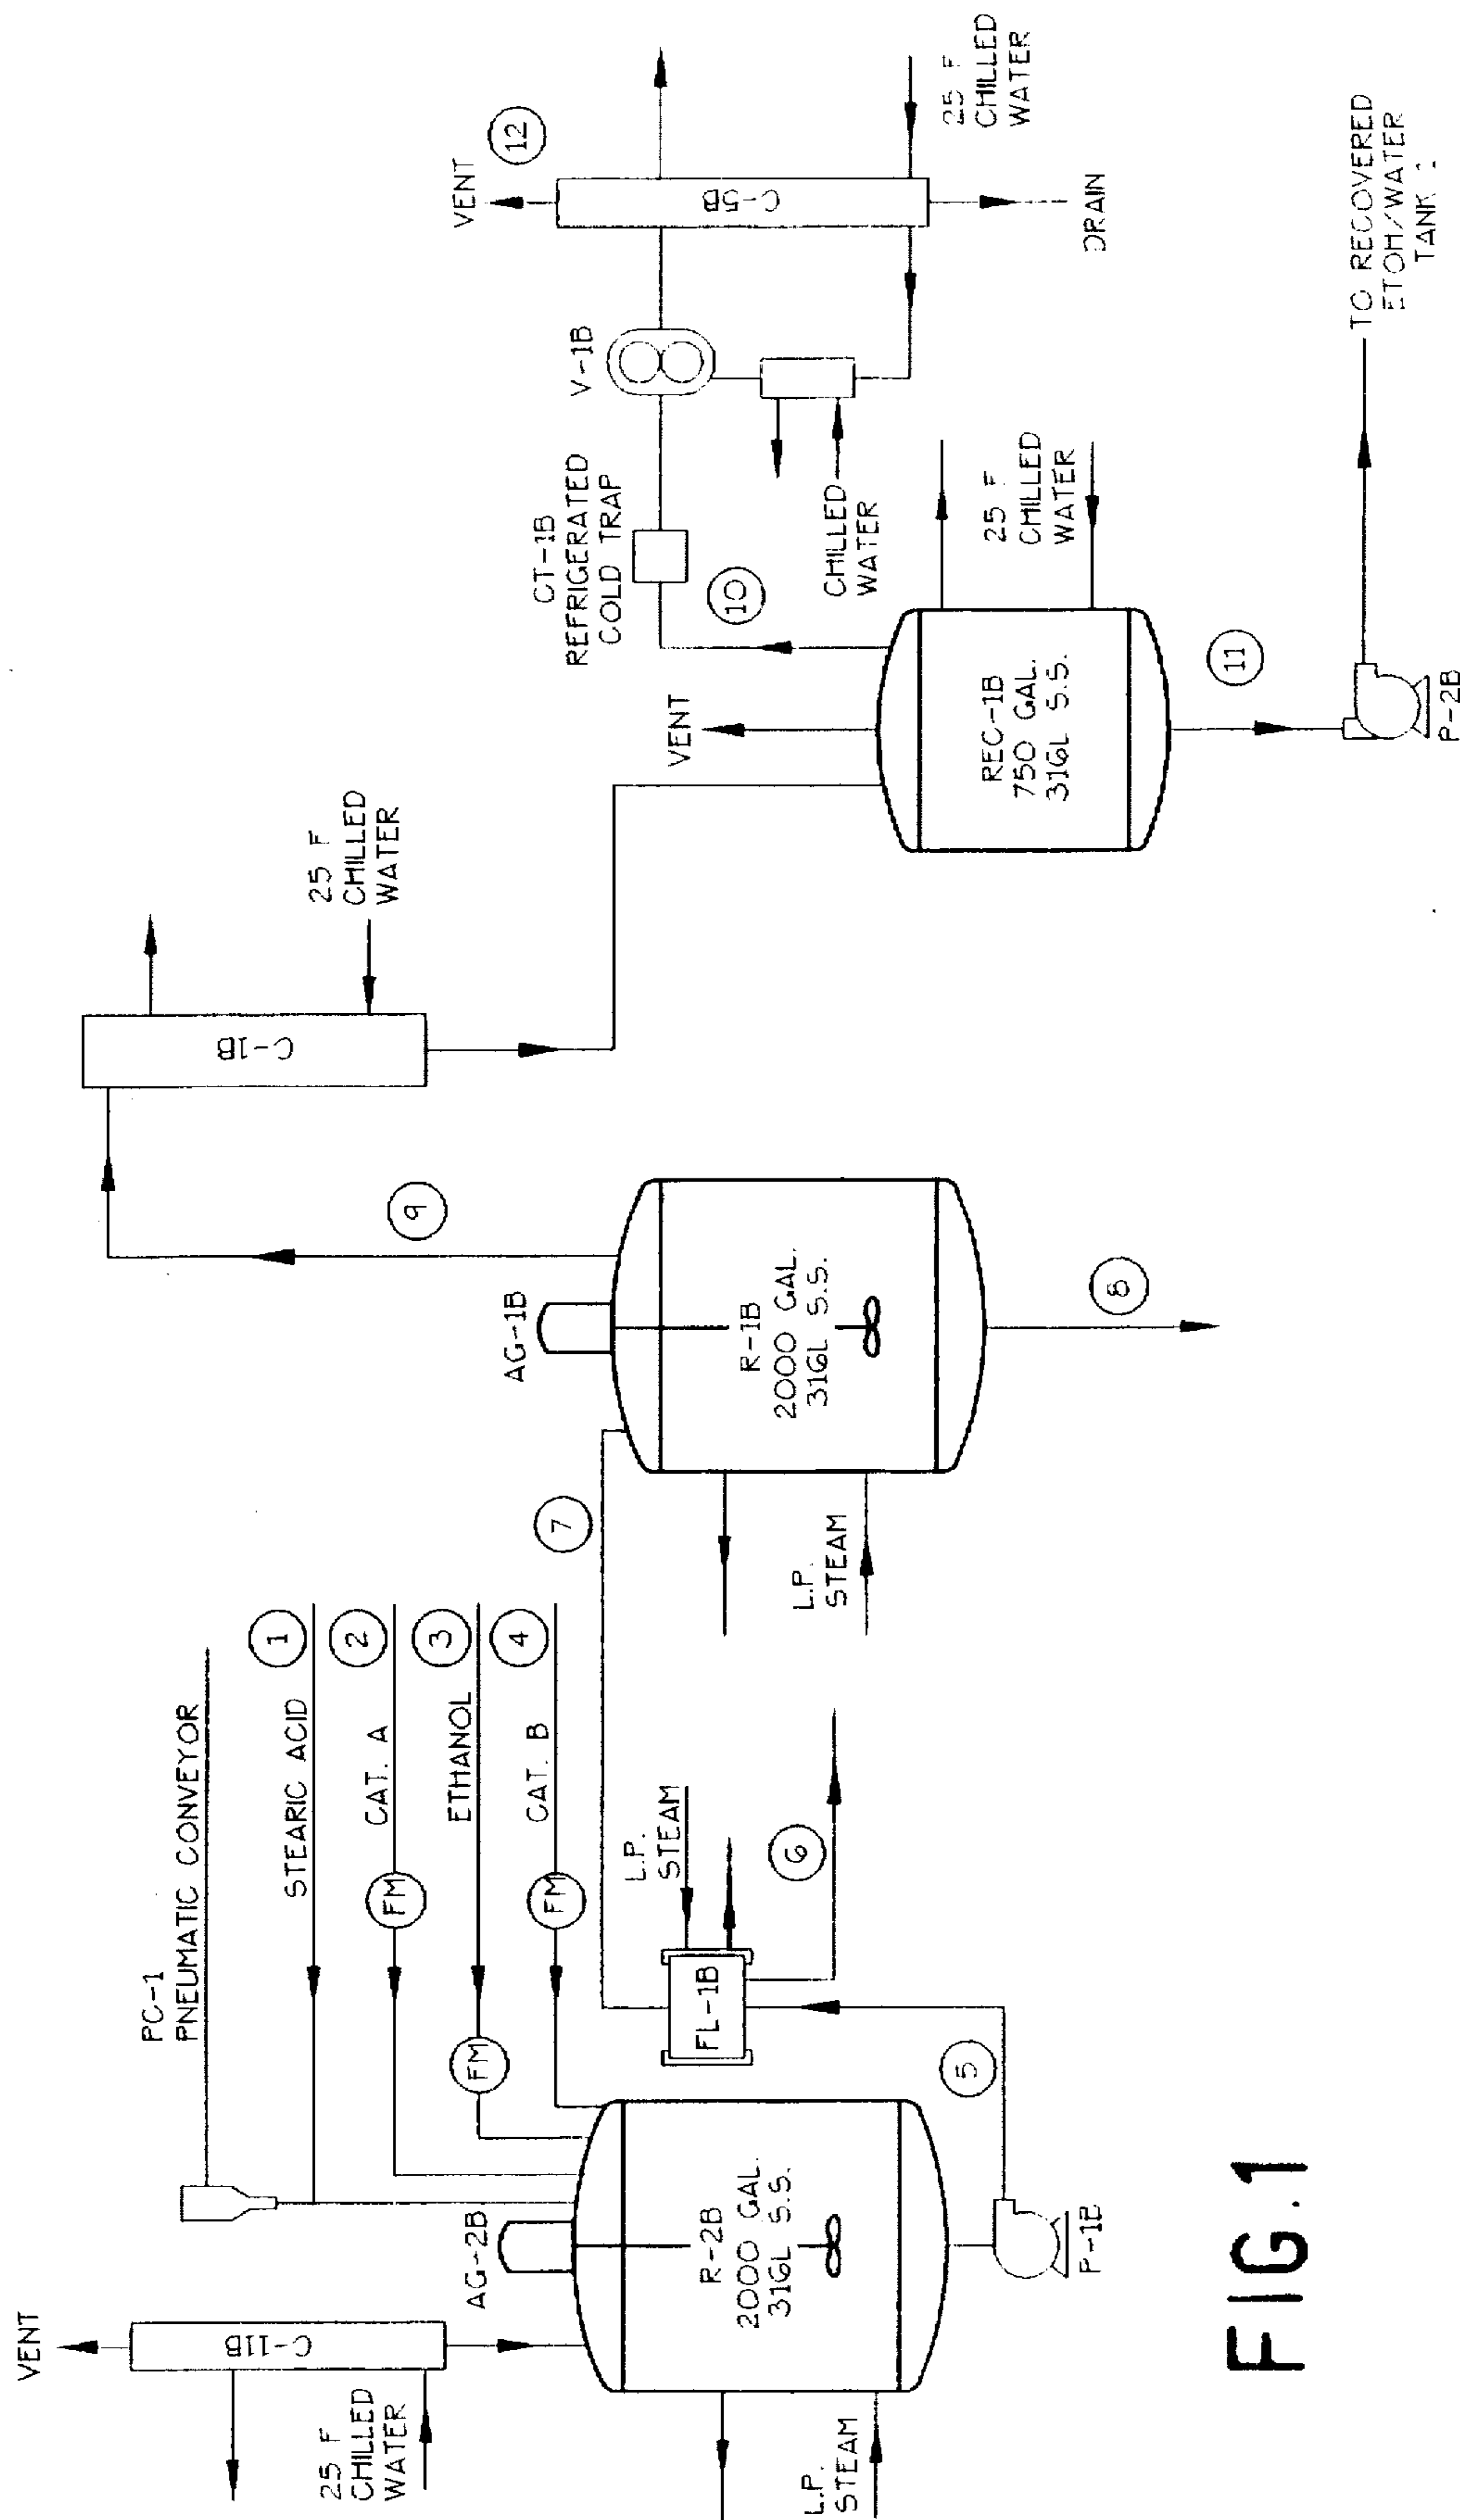 VENT
C-11B
25 F
CHILLED
WATER
PC-1
PNEUMATIC CONVEYOR
STEARIC ACID
1
CAT. A
2
FM
ETHANOL
3
FM
CAT. B
4
FM
AG-2B
R-2B
2000 GAL.
316L S.S.
L.P.
STEAM
P-1B
5
FL-1B
L.P.
STEAM
6
7
AG-1B
R-1B
2000 GAL.
316L S.S.
L.P.
STEAM
8
9
C-1B
25 F
CHILLED
WATER
VENT
REC-1B
750 GAL.
316L S.S.
25 F
CHILLED
WATER
10
CT-1B
REFRIGERATED
COLD TRAP
V-1B
CHILLED
WATER
VENT
12
C-5B
25 F
CHILLED
WATER
DRAIN
11
P-2B
TO RECOVERED
ETOH/WATER
TANK
FIG.1